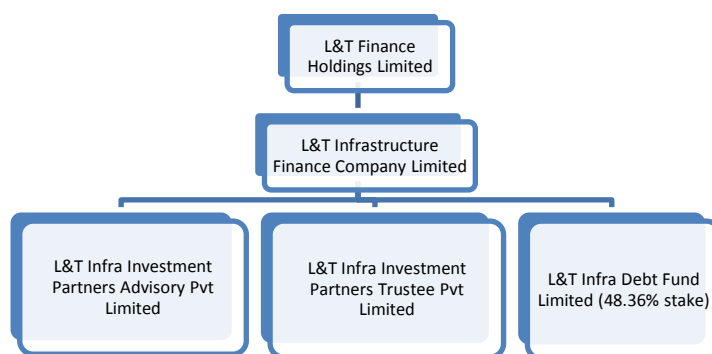 L&T Finance
Holdings Limited
L&T Infrastructure
Finance Company Limited
L&T Infra Investment
Partners Advisory Pvt
Limited
L&T Infra Investment
Partners Trustee Pvt
Limited
L&T Infra Debt Fund
Limited (48.36% stake)